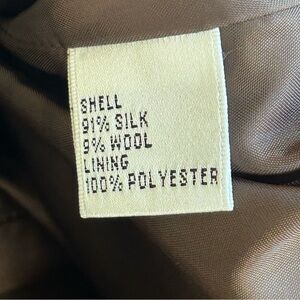 SHELL
91% SILK
9% WOOL
LINING
100% POLYESTER